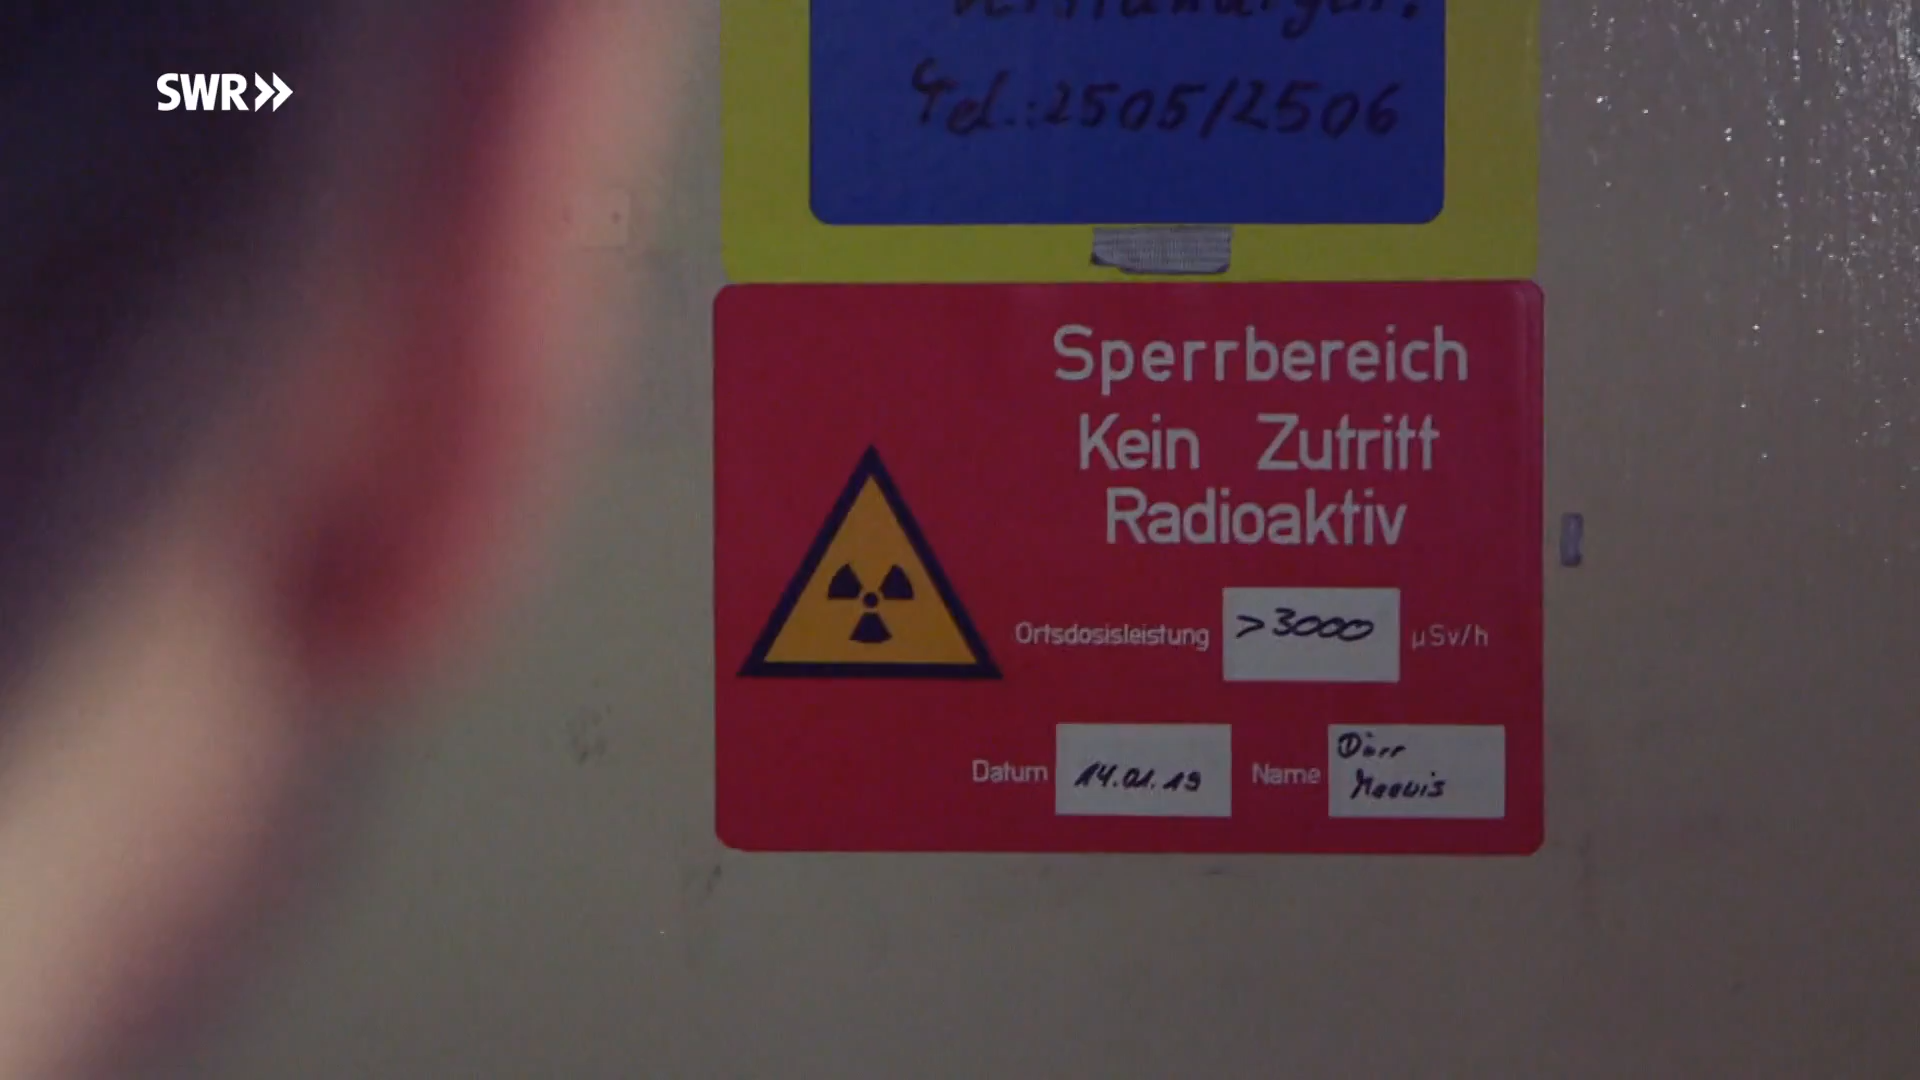 SWR
Tel.: 2505/2506
Sperrbereich
Kein Zutritt
Radioaktiv
Ortsdosisleistung >3000 µSv/h
Datum 14.01.19 Name Dörr